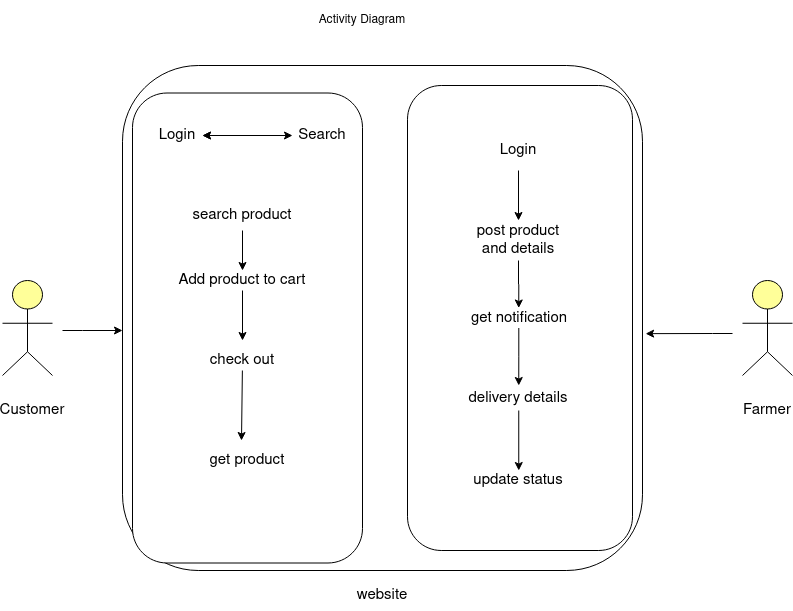 Activity Diagram
Login
Search
search product
Add product to cart
check out
get product
Login
post product
and details
get notification
delivery details
update status
Customer
Farmer
website